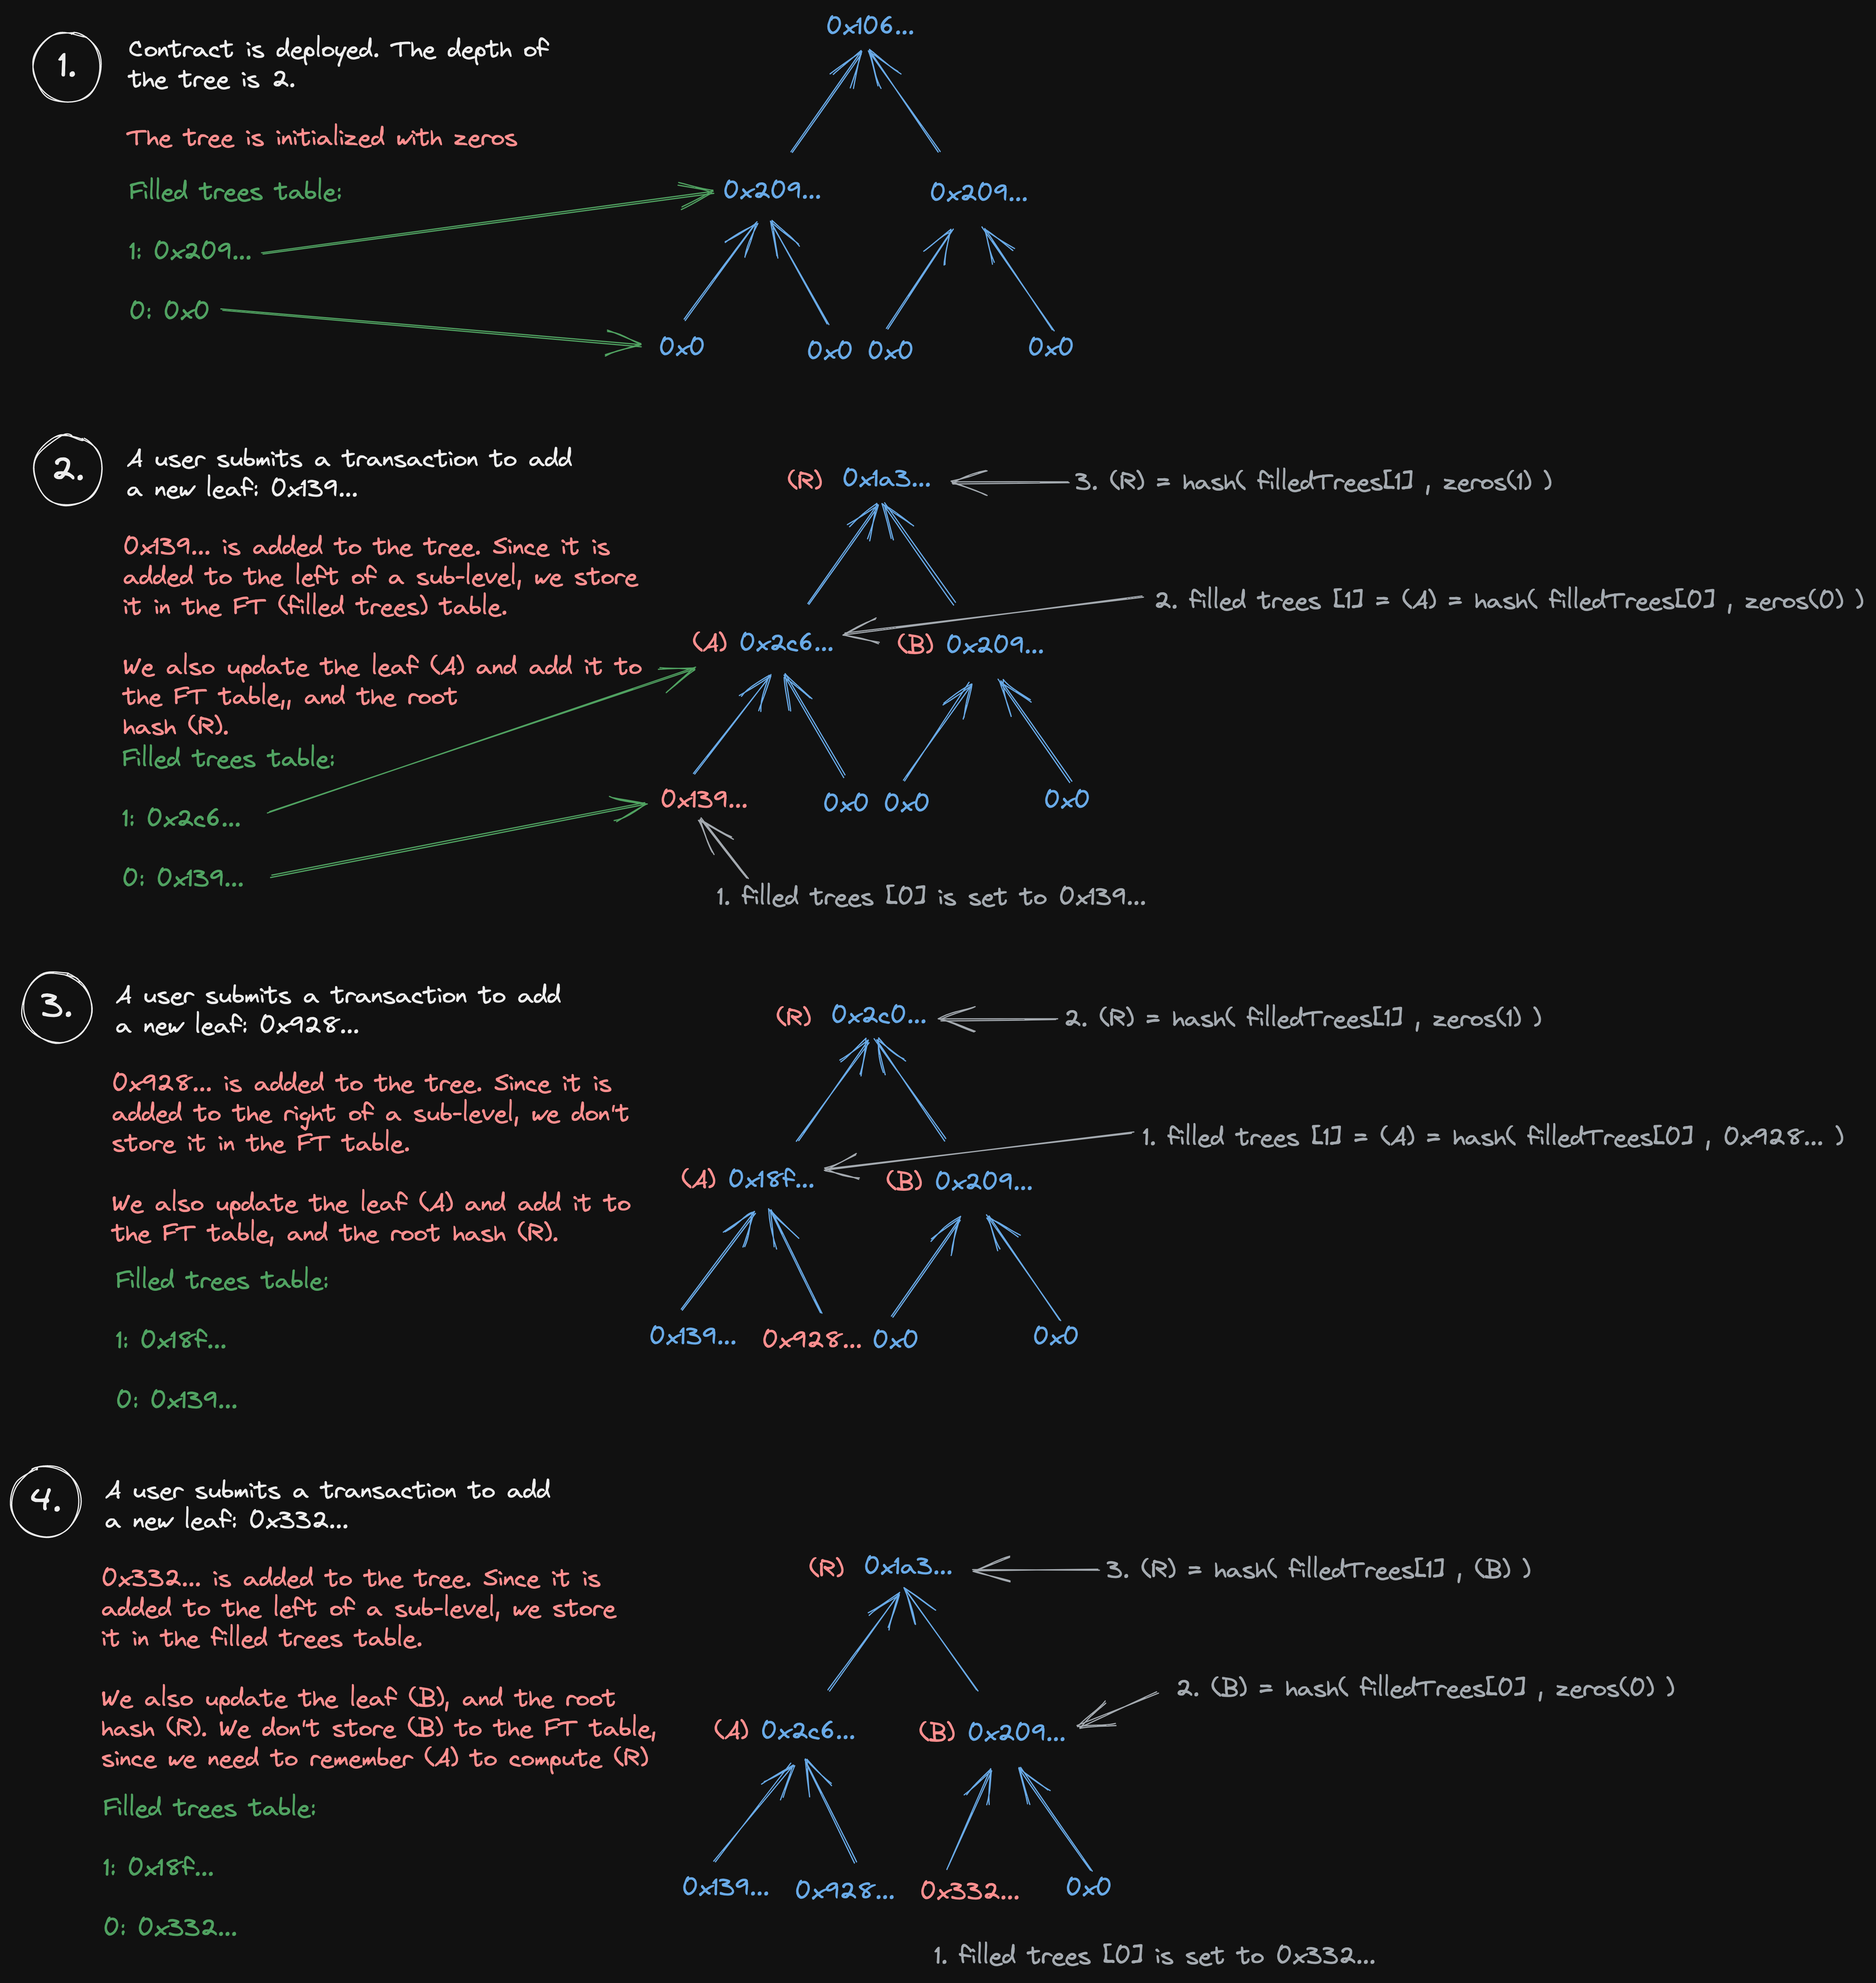 1.
Contract is deployed. The depth of
the tree is 2.
The tree is initialized with zeros
Filled trees table:
1: 0x209...
0: 0x0
0x106...
0x209...
0x209...
0x0
0x0
0x0
0x0
2.
A user submits a transaction to add
a new leaf: 0x139...
0x139... is added to the tree. Since it is
added to the left of a sub-level, we store
it in the FT (filled trees) table.
We also update the leaf (A) and add it to
the FT table,, and the root
hash (R).
Filled trees table:
1: 0x2c6...
0: 0x139...
(R) 0x1a3...
3. (R) = hash( filledTrees[1] , zeros(1) )
2. filled trees [1] = (A) = hash( filledTrees[0] , zeros(0) )
(A) 0x2c6...
(B) 0x209...
0x139...
0x0
0x0
0x0
1. filled trees [0] is set to 0x139...
3.
A user submits a transaction to add
a new leaf: 0x928...
0x928... is added to the tree. Since it is
added to the right of a sub-level, we don't
store it in the FT table.
We also update the leaf (A) and add it to
the FT table, and the root hash (R).
Filled trees table:
1: 0x18f...
0: 0x139...
(R) 0x2c0...
2. (R) = hash( filledTrees[1] , zeros(1) )
1. filled trees [1] = (A) = hash( filledTrees[0] , 0x928... )
(A) 0x18f...
(B) 0x209...
0x139...
0x928...
0x0
0x0
4.
A user submits a transaction to add
a new leaf: 0x332...
0x332... is added to the tree. Since it is
added to the left of a sub-level, we store
it in the filled trees table.
We also update the leaf (B), and the root
hash (R). We don't store (B) to the FT table,
since we need to remember (A) to compute (R)
Filled trees table:
1: 0x18f...
0: 0x332...
(R) 0x1a3...
3. (R) = hash( filledTrees[1] , (B) )
2. (B) = hash( filledTrees[0] , zeros(0) )
(A) 0x2c6...
(B) 0x209...
0x139...
0x928...
0x332...
0x0
1. filled trees [0] is set to 0x332...